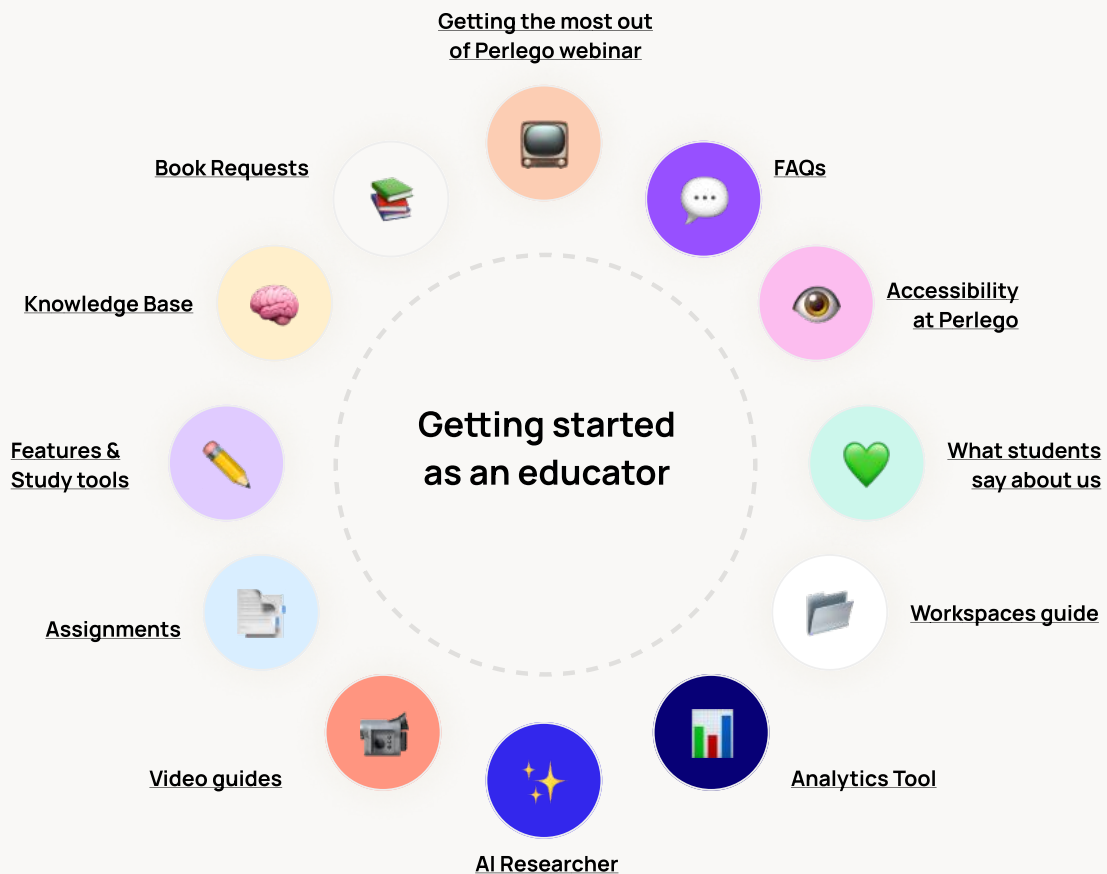 Getting the most out
of Perlego webinar
Book Requests
FAQs
Knowledge Base
Accessibility
at Perlego
Getting started
as an educator
Features &
Study tools
What students
say about us
Assignments
Workspaces guide
Video guides
Analytics Tool
AI Researcher